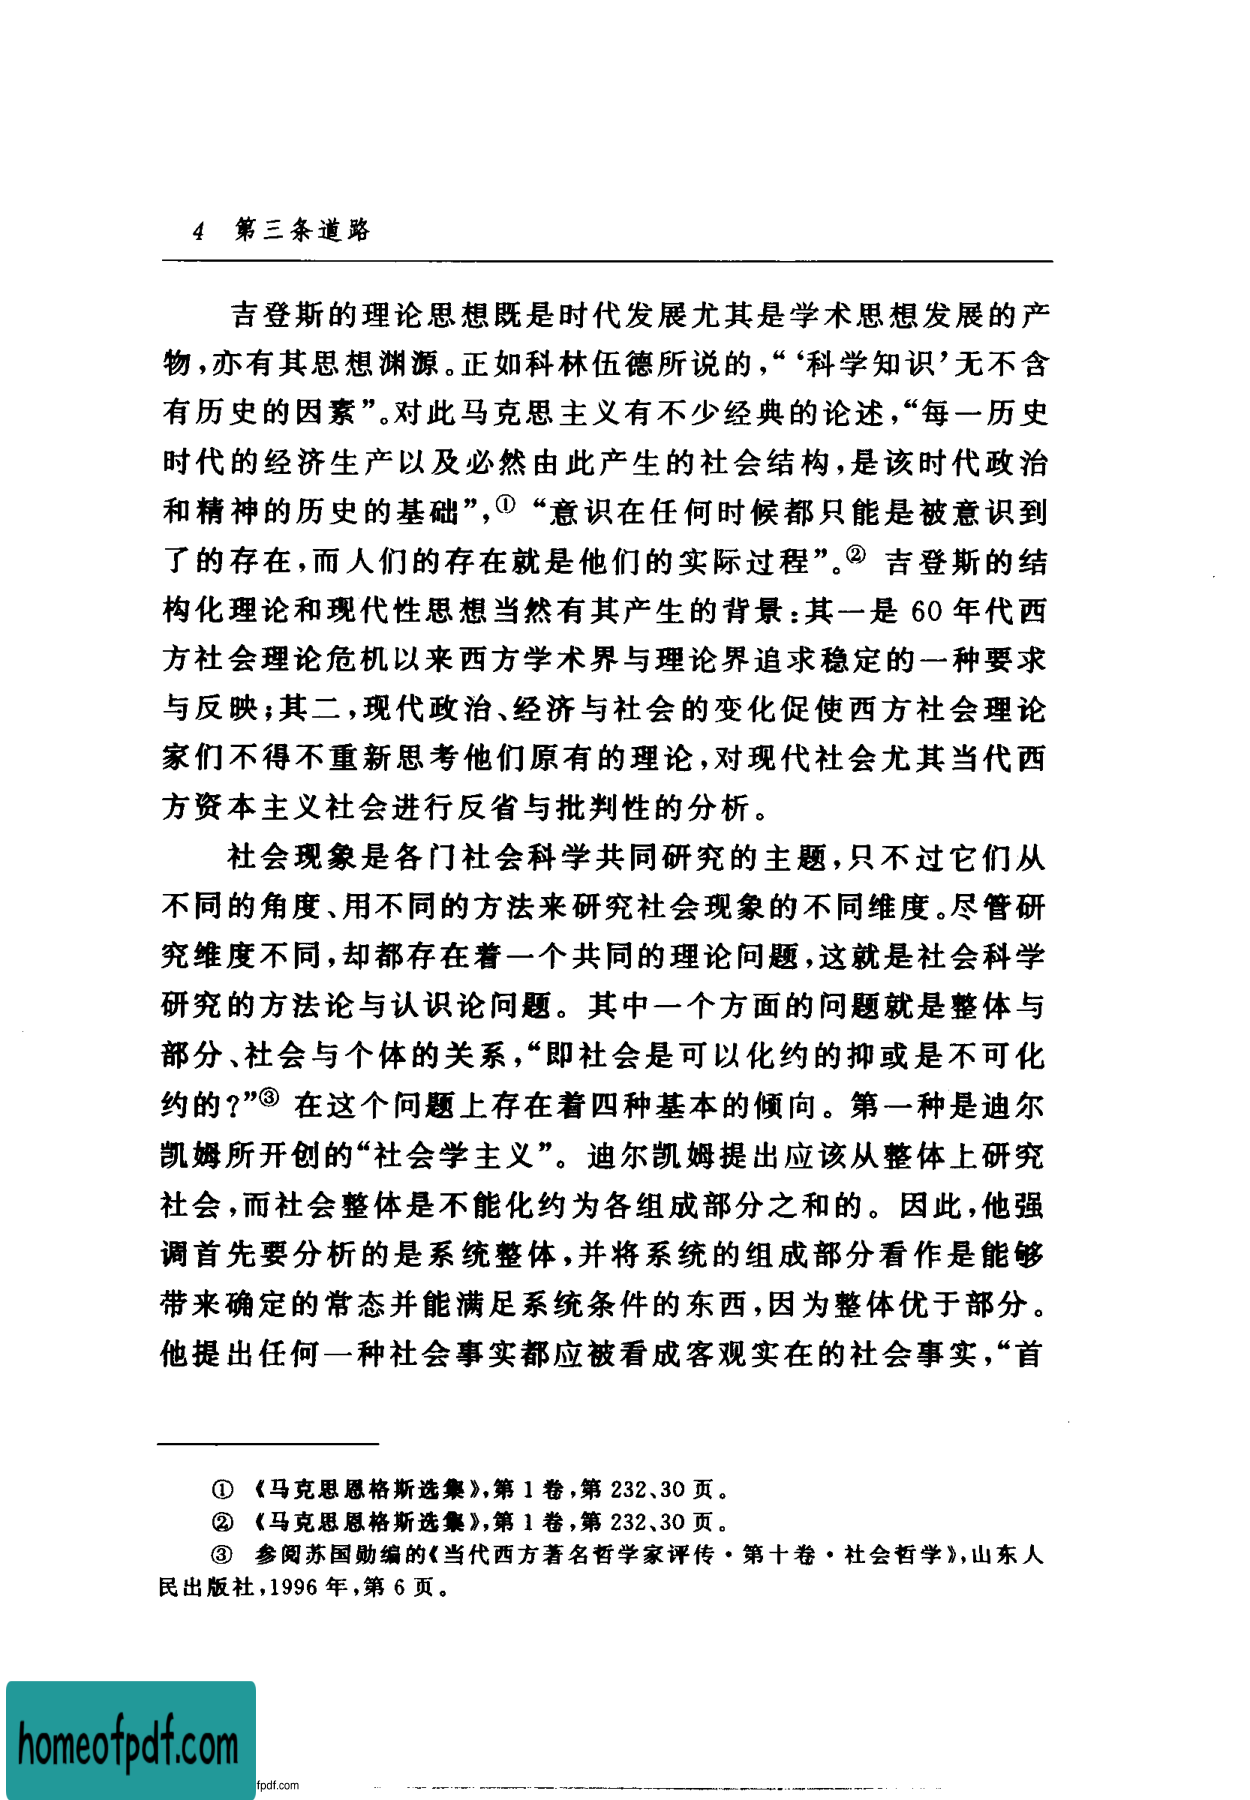 4 第三条道路
吉登斯的理论思想既是时代发展尤其是学术思想发展的产
物,亦有其思想渊源。正如科林伍德所说的,“‘科学知识’无不含
有历史的因素”。对此马克思主义有不少经典的论述,“每一历史
时代的经济生产以及必然由此产生的社会结构,是该时代政治
和精神的历史的基础”,① “意识在任何时候都只能是被意识到
了的存在,而人们的存在就是他们的实际过程”。② 吉登斯的结
构化理论和现代性思想当然有其产生的背景:其一是 60 年代西
方社会理论危机以来西方学术界与理论界追求稳定的一种要求
与反映;其二,现代政治、经济与社会的变化促使西方社会理论
家们不得不重新思考他们原有的理论,对现代社会尤其当代西
方资本主义社会进行反省与批判性的分析。
社会现象是各门社会科学共同研究的主题,只不过它们从
不同的角度、用不同的方法来研究社会现象的不同维度。尽管研
究维度不同,却都存在着一个共同的理论问题,这就是社会科学
研究的方法论与认识论问题。其中一个方面的问题就是整体与
部分、社会与个体的关系,“即社会是可以化约的抑或是不可化
约的?”③ 在这个问题上存在着四种基本的倾向。第一种是迪尔
凯姆所开创的“社会学主义”。迪尔凯姆提出应该从整体上研究
社会,而社会整体是不能化约为各组成部分之和的。因此,他强
调首先要分析的是系统整体,并将系统的组成部分看作是能够
带来确定的常态并能满足系统条件的东西,因为整体优于部分。
他提出任何一种社会事实都应被看成客观实在的社会事实,“首
① 《马克思恩格斯选集》,第 1 卷,第 232、30 页。
② 《马克思恩格斯选集》,第 1 卷,第 232、30 页。
③ 参阅苏国勋编的《当代西方著名哲学家评传·第十卷·社会哲学》,山东人
民出版社,1996 年,第 6 页。
homeofpdf.com
fpdf.com